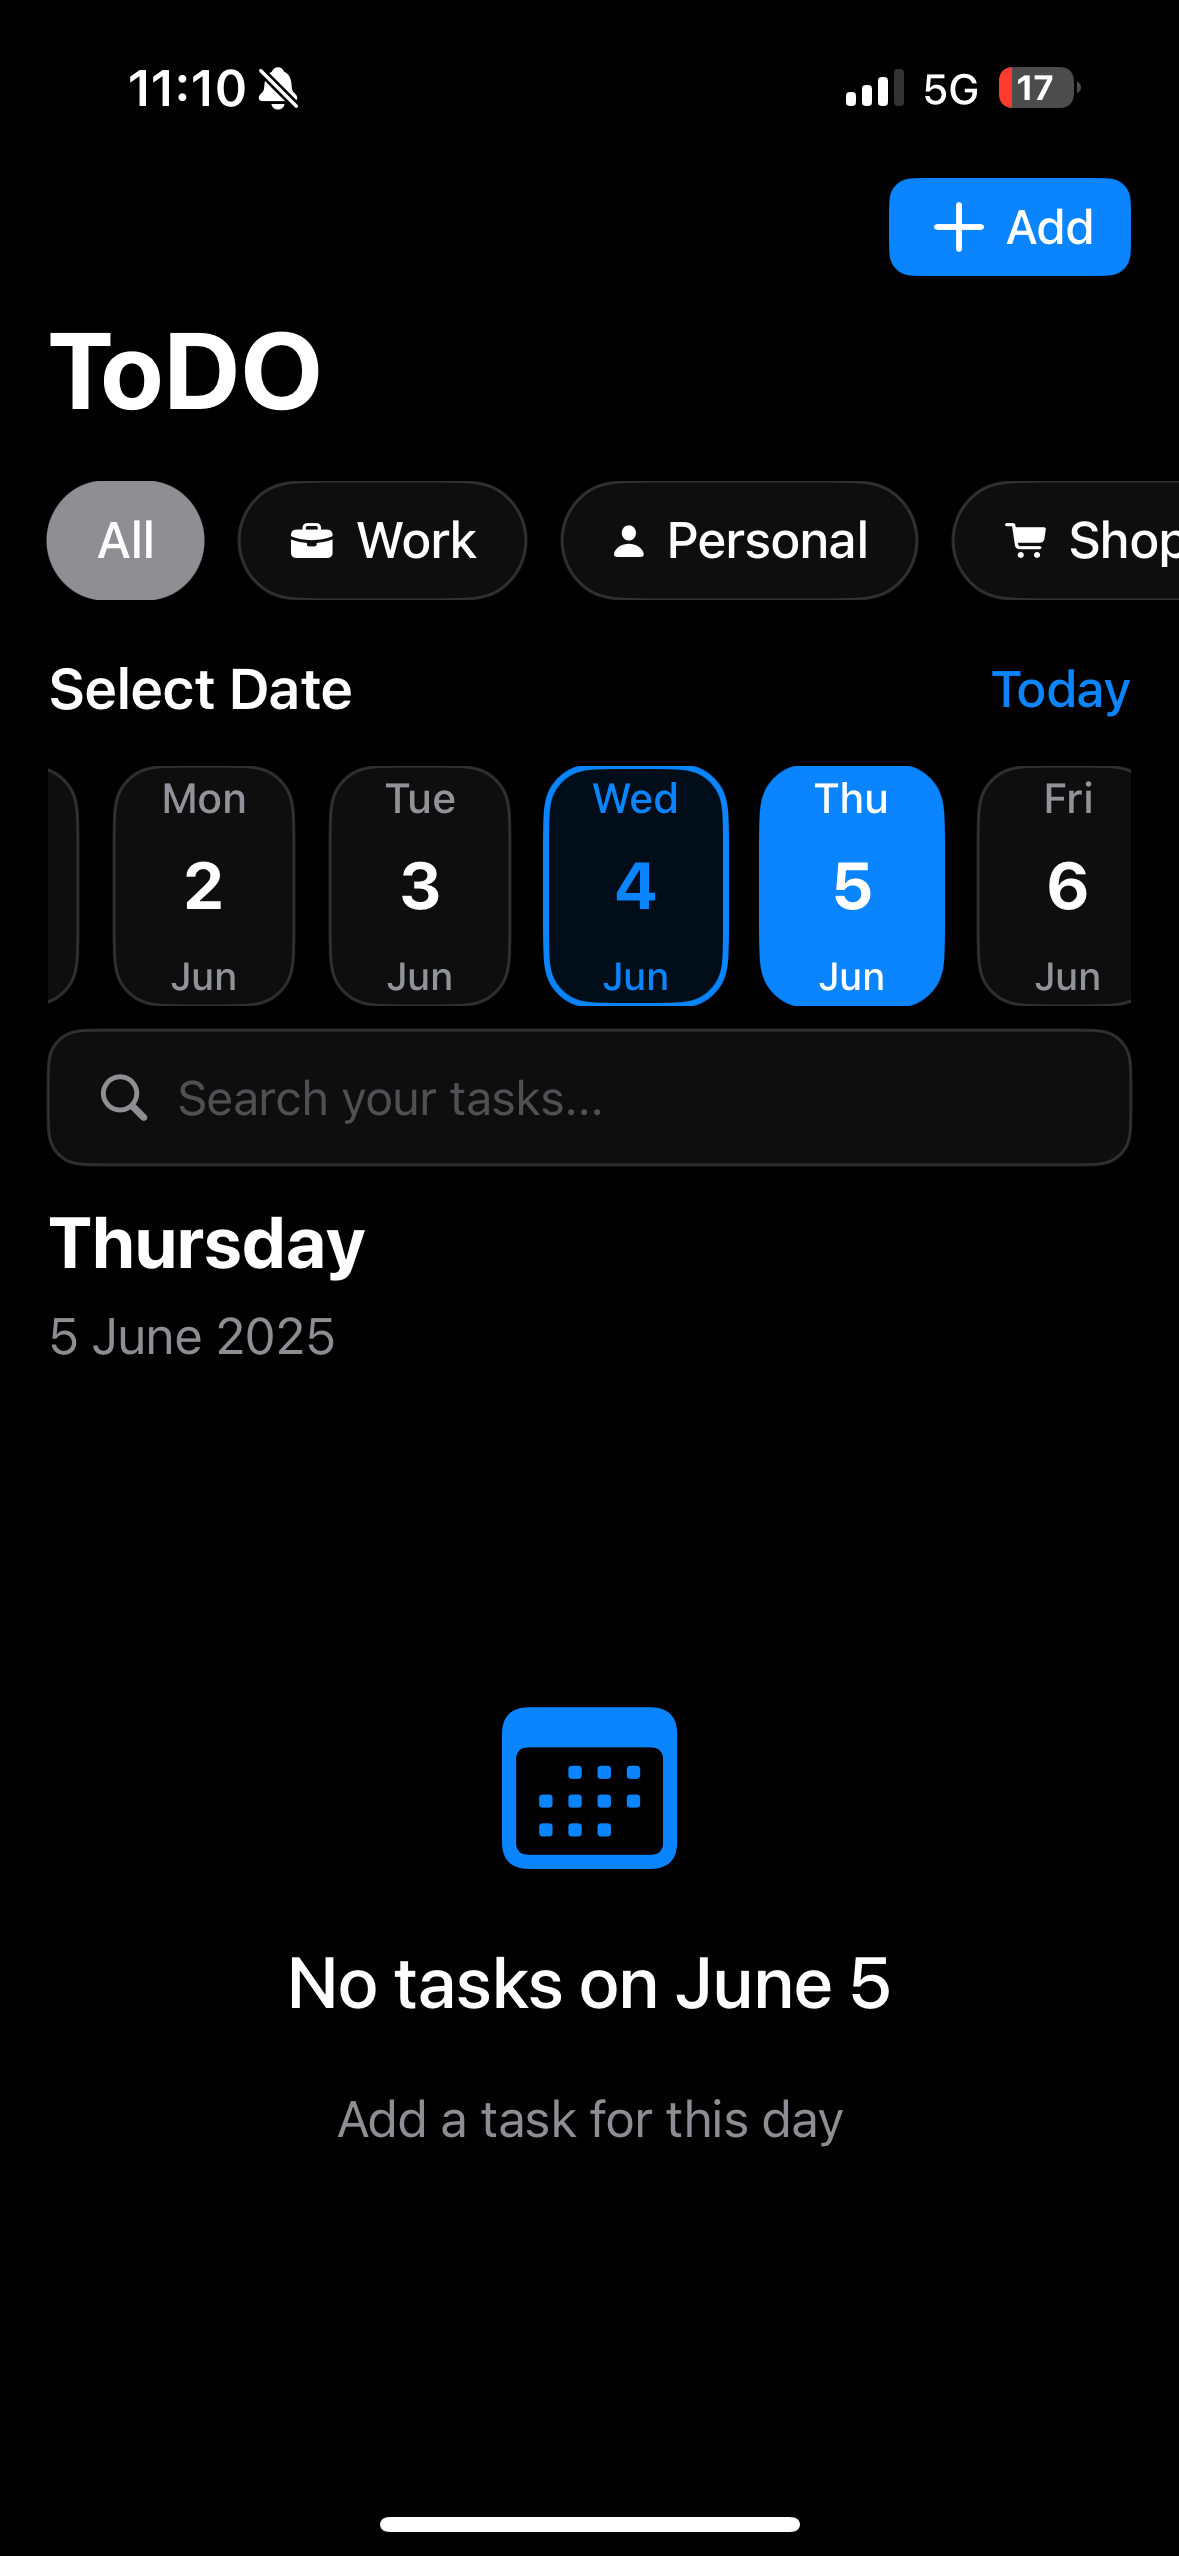 11:10
5G 17
Add
ToDO
All Work Personal Shop
Select Date Today
Mon Tue Wed Thu Fri
2 3 4 5 6
Jun Jun Jun Jun Jun
Search your tasks...
Thursday
5 June 2025
No tasks on June 5
Add a task for this day